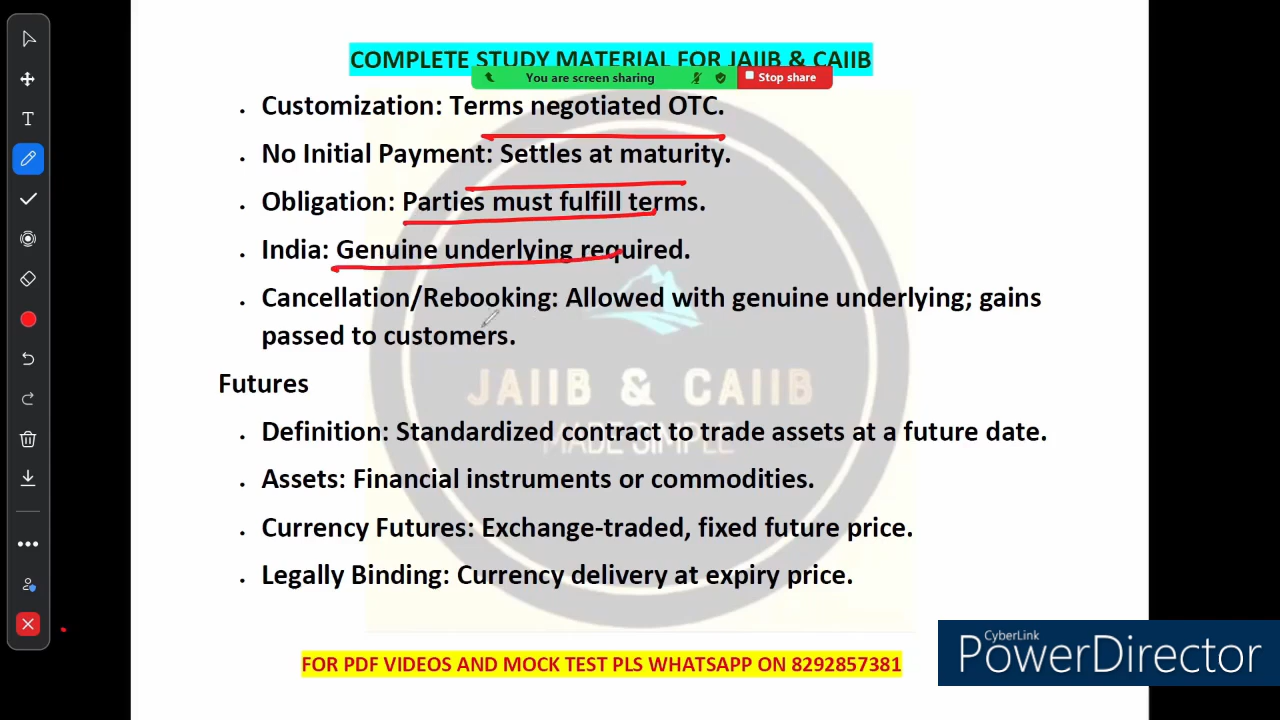 COMPLETE STUDY MATERIAL FOR JAIIB & CAIIB
You are screen sharing
Stop share
T
. Customization: Terms negotiated OTC.
. No Initial Payment: Settles at maturity.
. Obligation: Parties must fulfill terms.
. India: Genuine underlying required.
. Cancellation/Rebooking: Allowed with genuine underlying; gains
passed to customers.
Futures
JAIIB & CAIIB
. Definition: Standardized contract to trade assets at a future date.
MADE SIMPLE
. Assets: Financial instruments or commodities.
. Currency Futures: Exchange-traded, fixed future price.
. Legally Binding: Currency delivery at expiry price.
FOR PDF VIDEOS AND MOCK TEST PLS WHATSAPP ON 8292857381
CyberLink
PowerDirector